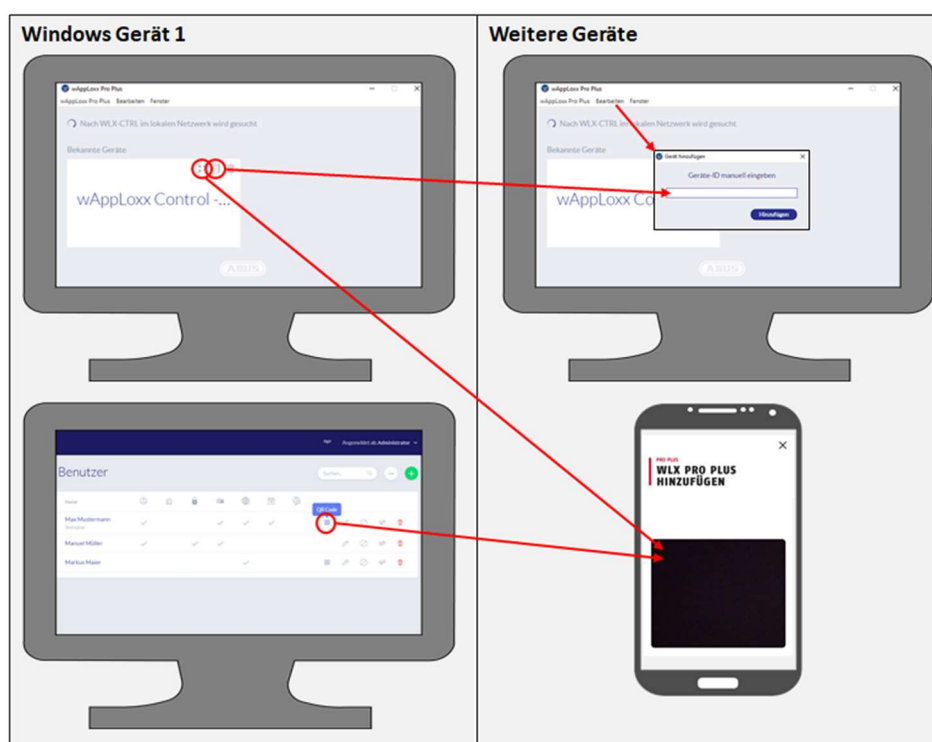 Windows Gerät 1
wAppLoxx Pro Plus
wAppLoxx Pro Plus Bearbeiten Fenster
Nach WLX-CTRL im lokalen Netzwerk wird gesucht
Bekannte Geräte
wAppLoxx Control -...
ABUS
Angemeldet als Administrator
Benutzer
Suchen...
Name
QR Code
Max Mustermann
Manuel Müller
Markus Maier
Weitere Geräte
wAppLoxx Pro Plus
wAppLoxx Pro Plus Bearbeiten Fenster
Nach WLX-CTRL im lokalen Netzwerk wird gesucht
Bekannte Geräte
wAppLoxx Co
Gerät hinzufügen
Geräte-ID manuell eingeben
Hinzufügen
ABUS
PRO PLUS
WLX PRO PLUS
HINZUFÜGEN